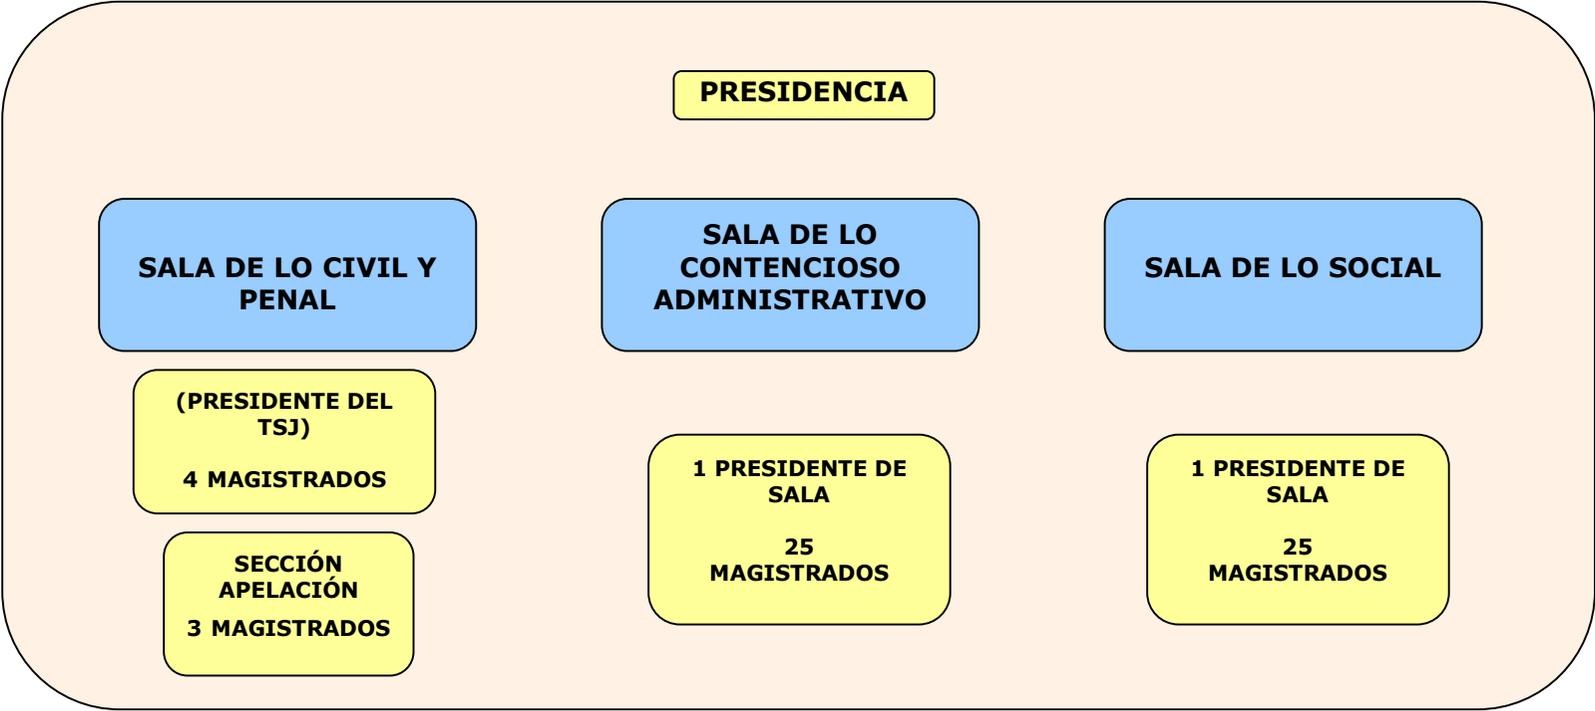 PRESIDENCIA
SALA DE LO CIVIL Y
PENAL
SALA DE LO
CONTENCIOSO
ADMINISTRATIVO
SALA DE LO SOCIAL
(PRESIDENTE DEL
TSJ)
4 MAGISTRADOS
SECCIÓN
APELACIÓN
3 MAGISTRADOS
1 PRESIDENTE DE
SALA
25
MAGISTRADOS
1 PRESIDENTE DE
SALA
25
MAGISTRADOS